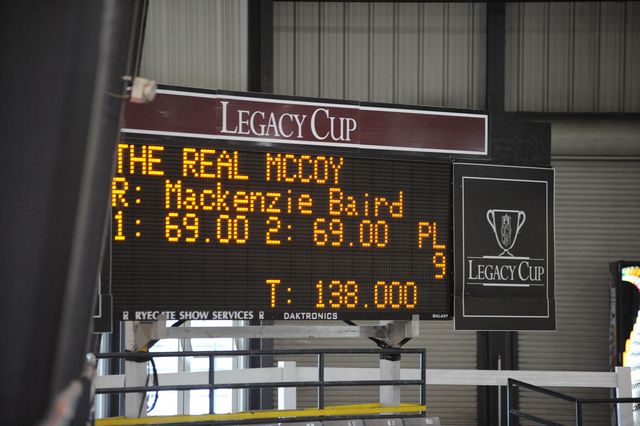 LEGACY CUP
THE REAL MCCOY
R: Mackenzie Baird
1: 69.00 2: 69.00 PL
9
T: 138.000
R RYEGATE SHOW SERVICES R DAKTRONICS GALAXY
LEGACY CUP